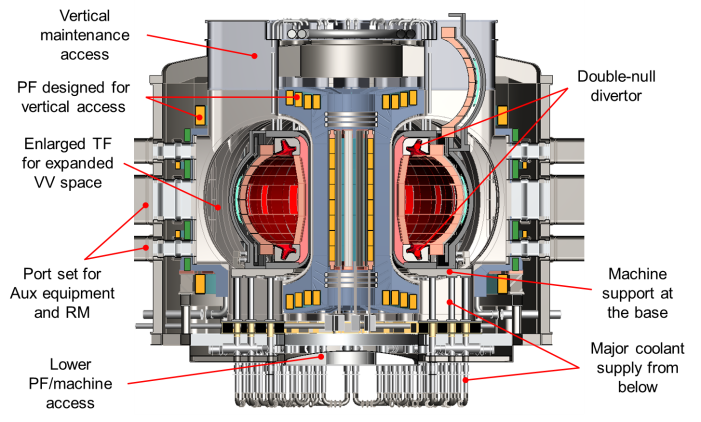 Vertical
maintenance
access
PF designed for
vertical access
Enlarged TF
for expanded
VV space
Port set for
Aux equipment
and RM
Lower
PF/machine
access
Double-null
divertor
Machine
support at
the base
Major coolant
supply from
below